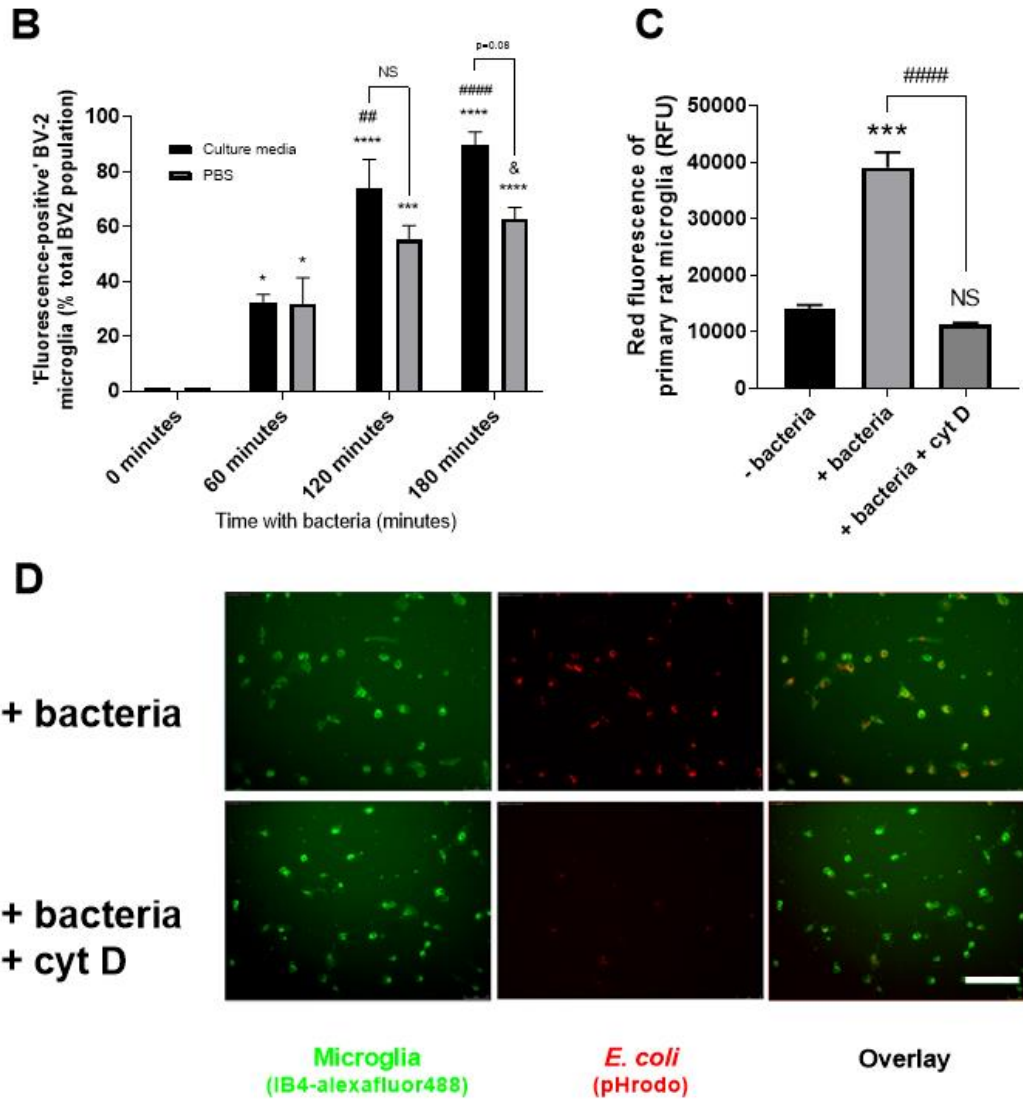 B
'Fluorescence-positive' BV-2
microglia (% total BV2 population)
100
80
60
40
20
0
Culture media
PBS
*
*
##
****
NS
***
####
****
p=0.08
&
****
0 minutes
60 minutes
120 minutes
180 minutes
Time with bacteria (minutes)
C
Red fluorescence of
primary rat microglia (RFU)
50000
40000
30000
20000
10000
0
***
####
NS
- bacteria
+ bacteria
+ bacteria + cyt D
D
+ bacteria
+ bacteria
+ cyt D
Microglia
(IB4-alexafluor488)
E. coli
(pHrodo)
Overlay